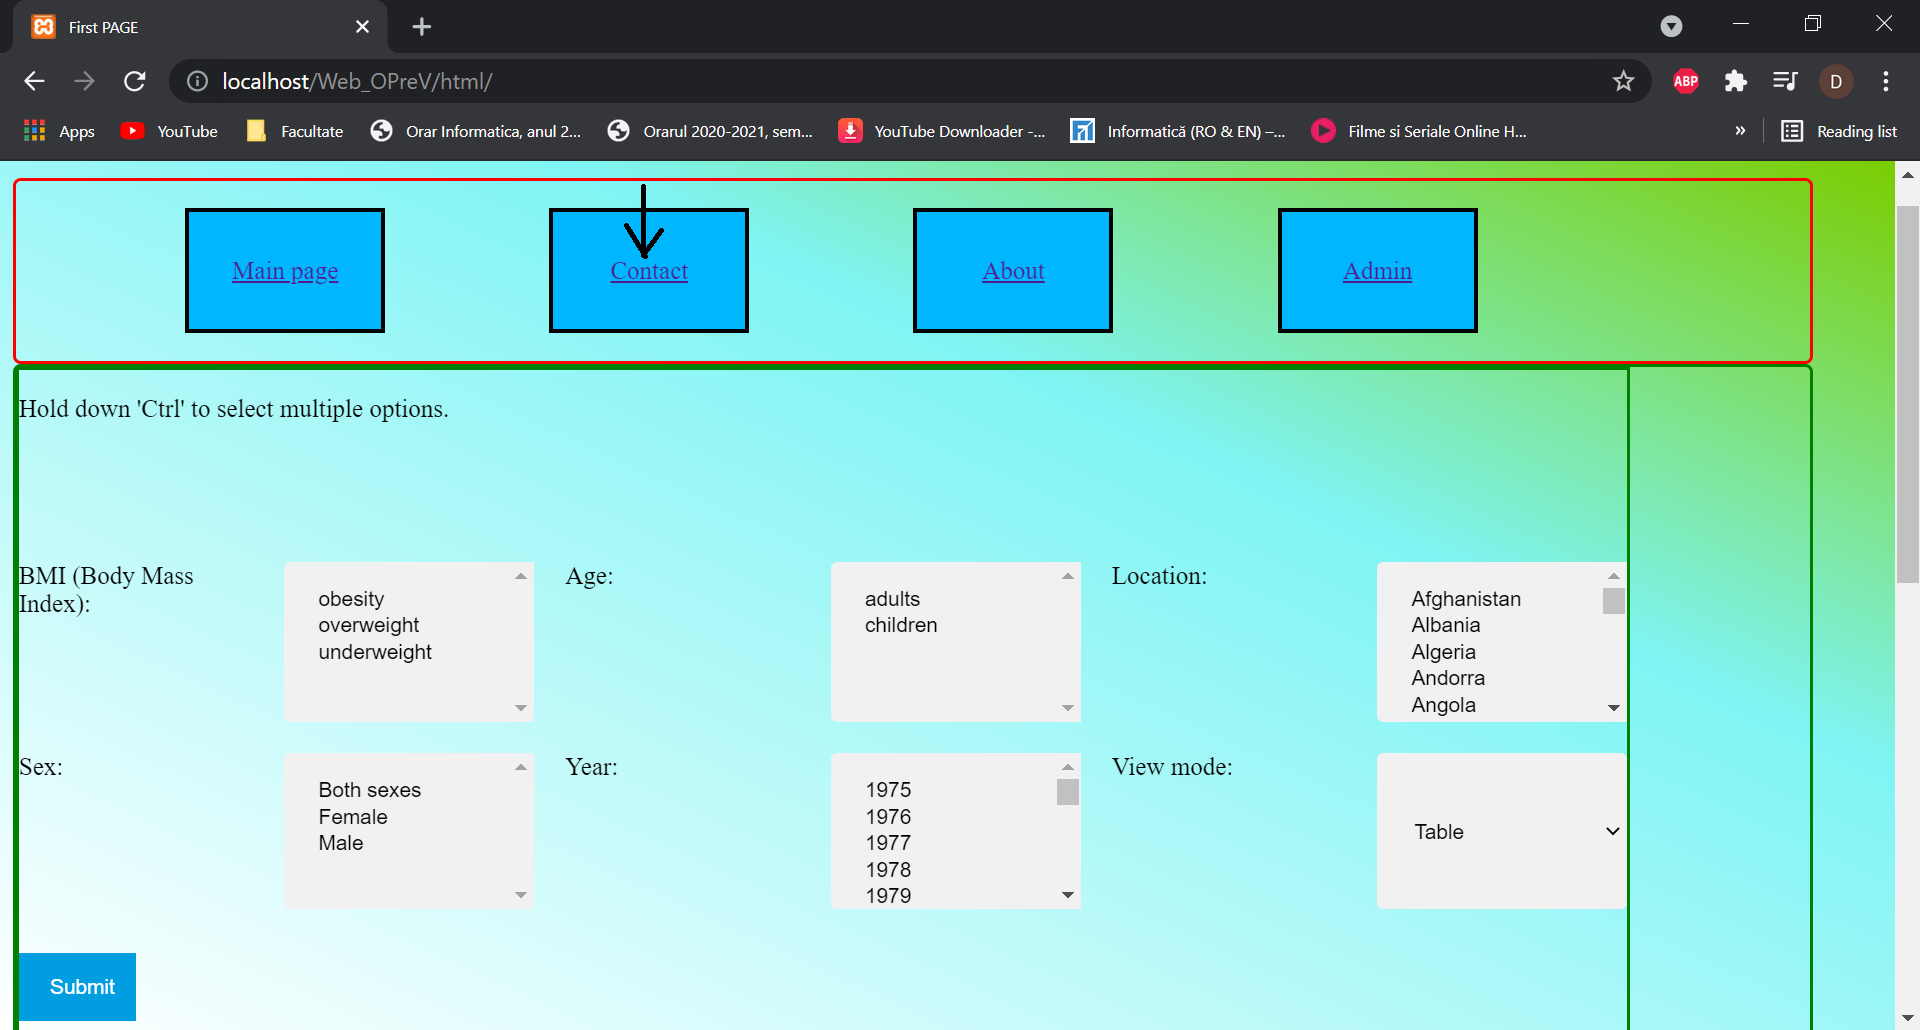 First PAGE
localhost/Web_OPreV/html/
ABP
D
Apps
YouTube
Facultate
Orar Informatica, anul 2...
Orarul 2020-2021, sem...
YouTube Downloader -...
Informatică (RO & EN) –...
Filme si Seriale Online H...
»
Reading list
Main page
Contact
About
Admin
Hold down 'Ctrl' to select multiple options.
BMI (Body Mass
Index):
obesity
overweight
underweight
Age:
adults
children
Location:
Afghanistan
Albania
Algeria
Andorra
Angola
Sex:
Both sexes
Female
Male
Year:
1975
1976
1977
1978
1979
View mode:
Table
Submit